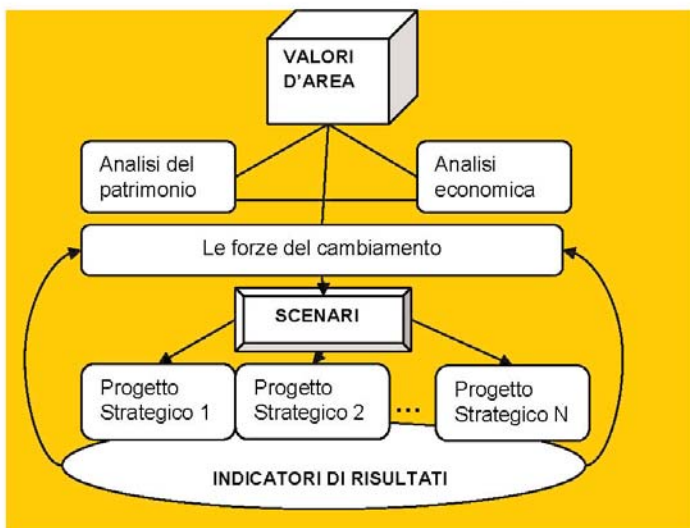 VALORI
D'AREA
Analisi del
patrimonio
Analisi
economica
Le forze del cambiamento
SCENARI
Progetto
Strategico 1
Progetto
Strategico 2
...
Progetto
Strategico N
INDICATORI DI RISULTATI